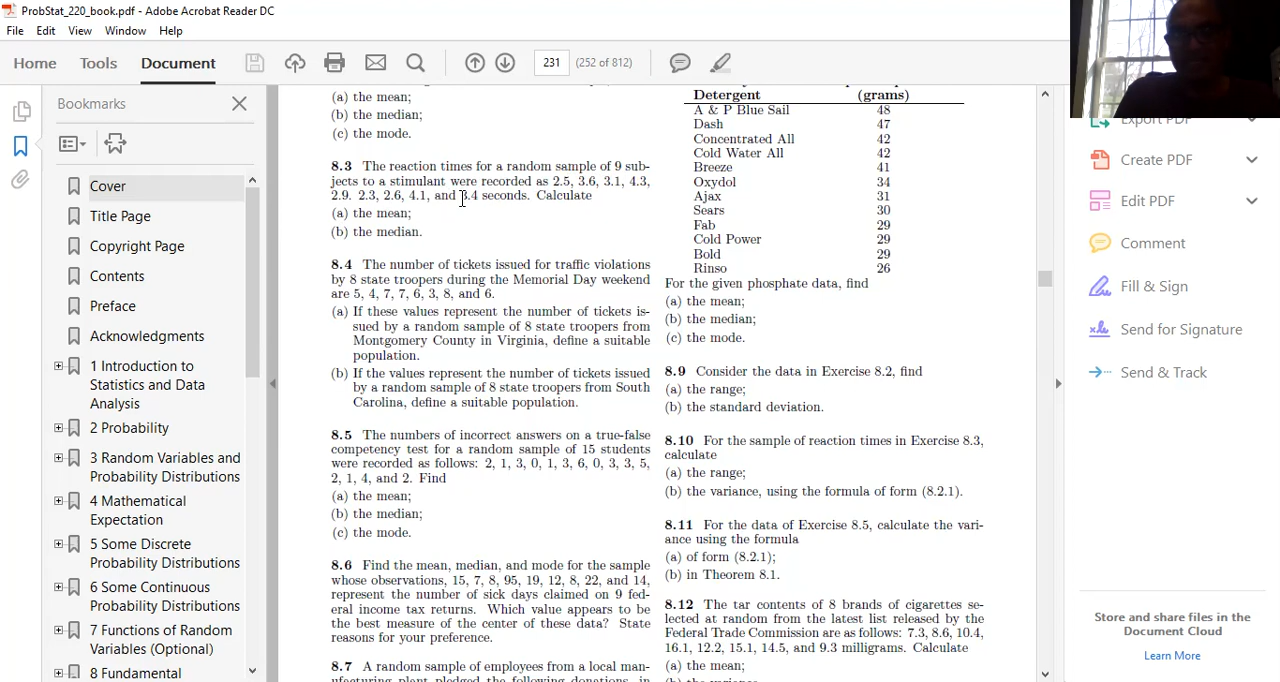 ProbStat_220_book.pdf - Adobe Acrobat Reader DC
File Edit View Window Help
Home Tools Document 231 (252 of 812)
Bookmarks
Cover
Title Page
Copyright Page
Contents
Preface
Acknowledgments
1 Introduction to
Statistics and Data
Analysis
2 Probability
3 Random Variables and
Probability Distributions
4 Mathematical
Expectation
5 Some Discrete
Probability Distributions
6 Some Continuous
Probability Distributions
7 Functions of Random
Variables (Optional)
8 Fundamental
(a) the mean;
(b) the median;
(c) the mode.
8.3 The reaction times for a random sample of 9 sub-
jects to a stimulant were recorded as 2.5, 3.6, 3.1, 4.3,
2.9. 2.3, 2.6, 4.1, and 3.4 seconds. Calculate
(a) the mean;
(b) the median.
8.4 The number of tickets issued for traffic violations
by 8 state troopers during the Memorial Day weekend
are 5, 4, 7, 7, 6, 3, 8, and 6.
(a) If these values represent the number of tickets is-
sued by a random sample of 8 state troopers from
Montgomery County in Virginia, define a suitable
population.
(b) If the values represent the number of tickets issued
by a random sample of 8 state troopers from South
Carolina, define a suitable population.
8.5 The numbers of incorrect answers on a true-false
competency test for a random sample of 15 students
were recorded as follows: 2, 1, 3, 0, 1, 3, 6, 0, 3, 3, 5,
2, 1, 4, and 2. Find
(a) the mean;
(b) the median;
(c) the mode.
8.6 Find the mean, median, and mode for the sample
whose observations, 15, 7, 8, 95, 19, 12, 8, 22, and 14,
represent the number of sick days claimed on 9 fed-
eral income tax returns. Which value appears to be
the best measure of the center of these data? State
reasons for your preference.
8.7 A random sample of employees from a local man-
ufacturing plant pledged the following donations, in
Detergent (grams)
A & P Blue Sail 48
Dash 47
Concentrated All 42
Cold Water All 42
Breeze 41
Oxydol 34
Ajax 31
Sears 30
Fab 29
Cold Power 29
Bold 29
Rinso 26
For the given phosphate data, find
(a) the mean;
(b) the median;
(c) the mode.
8.9 Consider the data in Exercise 8.2, find
(a) the range;
(b) the standard deviation.
8.10 For the sample of reaction times in Exercise 8.3,
calculate
(a) the range;
(b) the variance, using the formula of form (8.2.1).
8.11 For the data of Exercise 8.5, calculate the vari-
ance using the formula
(a) of form (8.2.1);
(b) in Theorem 8.1.
8.12 The tar contents of 8 brands of cigarettes se-
lected at random from the latest list released by the
Federal Trade Commission are as follows: 7.3, 8.6, 10.4,
16.1, 12.2, 15.1, 14.5, and 9.3 milligrams. Calculate
(a) the mean;
(b) the variance.
Export PDF
Create PDF
Edit PDF
Comment
Fill & Sign
Send for Signature
Send & Track
Store and share files in the
Document Cloud
Learn More